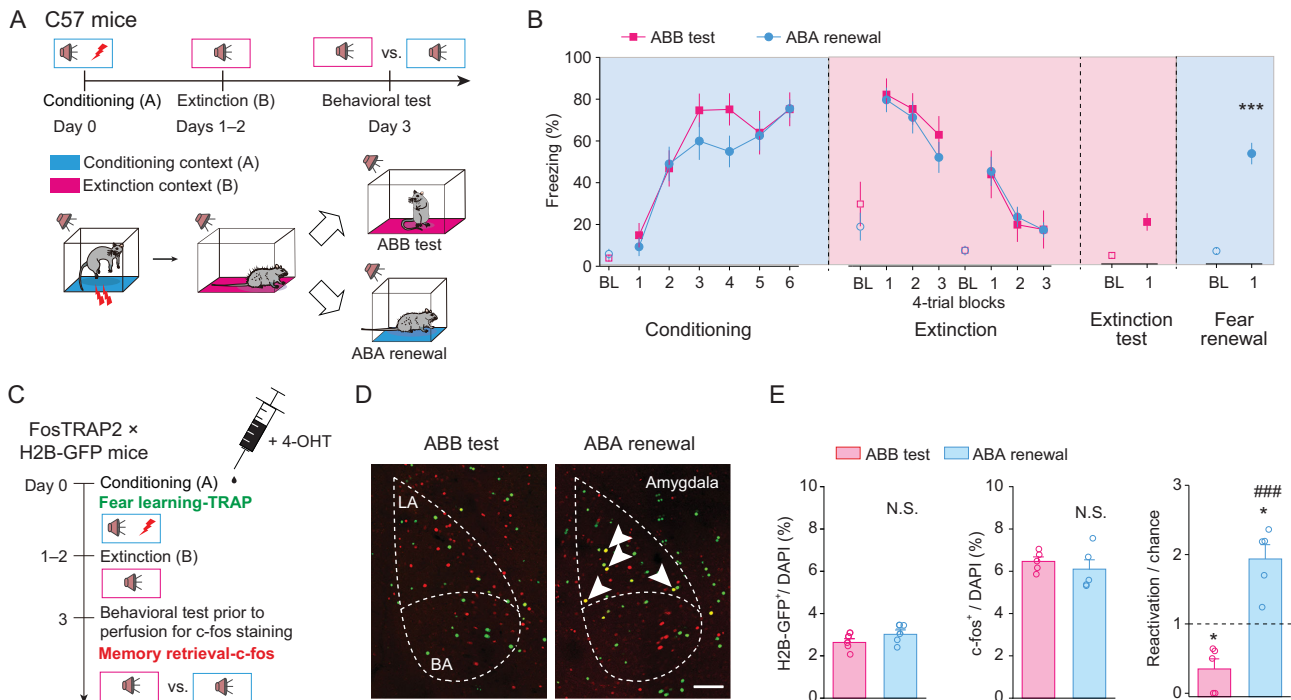 A
C57 mice
vs.
Conditioning (A)
Extinction (B)
Behavioral test
Day 0
Days 1–2
Day 3
Conditioning context (A)
Extinction context (B)
ABB test
ABA renewal
B
ABB test
ABA renewal
Freezing (%)
100
80
60
40
20
0
***
BL 1 2 3 4 5 6
BL 1 2 3 BL 1 2 3
BL 1
BL 1
4-trial blocks
Conditioning
Extinction
Extinction
test
Fear
renewal
C
FosTRAP2 ×
H2B-GFP mice
+ 4-OHT
Day 0
Conditioning (A)
Fear learning-TRAP
1–2
Extinction (B)
3
Behavioral test prior to
perfusion for c-fos staining
Memory retrieval-c-fos
vs.
D
ABB test
ABA renewal
LA
BA
Amygdala
E
ABB test
ABA renewal
H2B-GFP⁺/ DAPI (%)
10
8
6
4
2
0
N.S.
c-fos⁺ / DAPI (%)
10
8
6
4
2
0
N.S.
Reactivation / chance
3
2
1
0
*
###
*